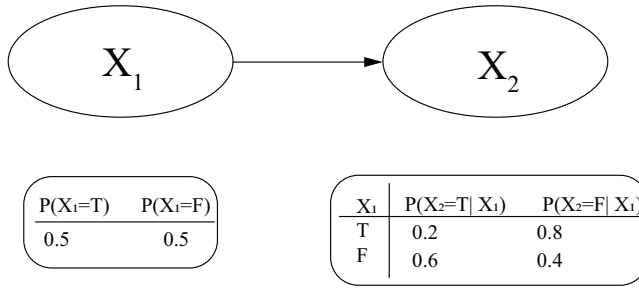 X₁ X₂
P(X₁=T) P(X₁=F)
0.5 0.5
X₁ P(X₂=T| X₁) P(X₂=F| X₁)
T 0.2 0.8
F 0.6 0.4